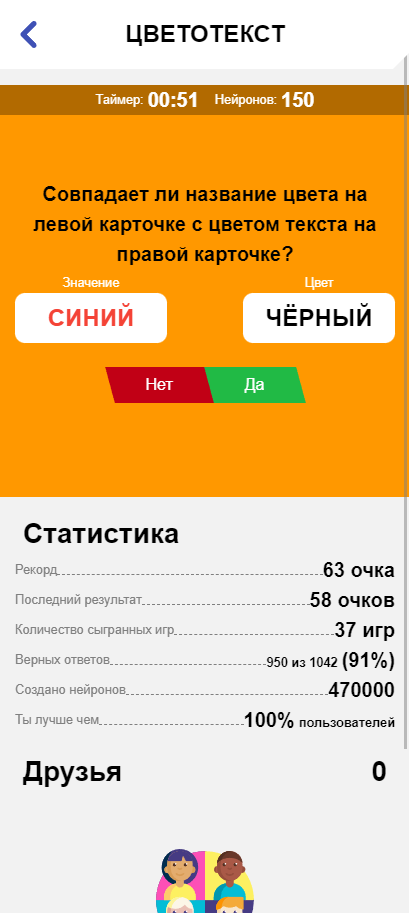 ЦВЕТОТЕКСТ
Таймер: 00:51 Нейронов: 150
Совпадает ли название цвета на
левой карточке с цветом текста на
правой карточке?
Значение Цвет
СИНИЙ ЧЁРНЫЙ
Нет Да
Статистика
Рекорд 63 очка
Последний результат 58 очков
Количество сыгранных игр 37 игр
Верных ответов 950 из 1042 (91%)
Создано нейронов 470000
Ты лучше чем 100% пользователей
Друзья 0